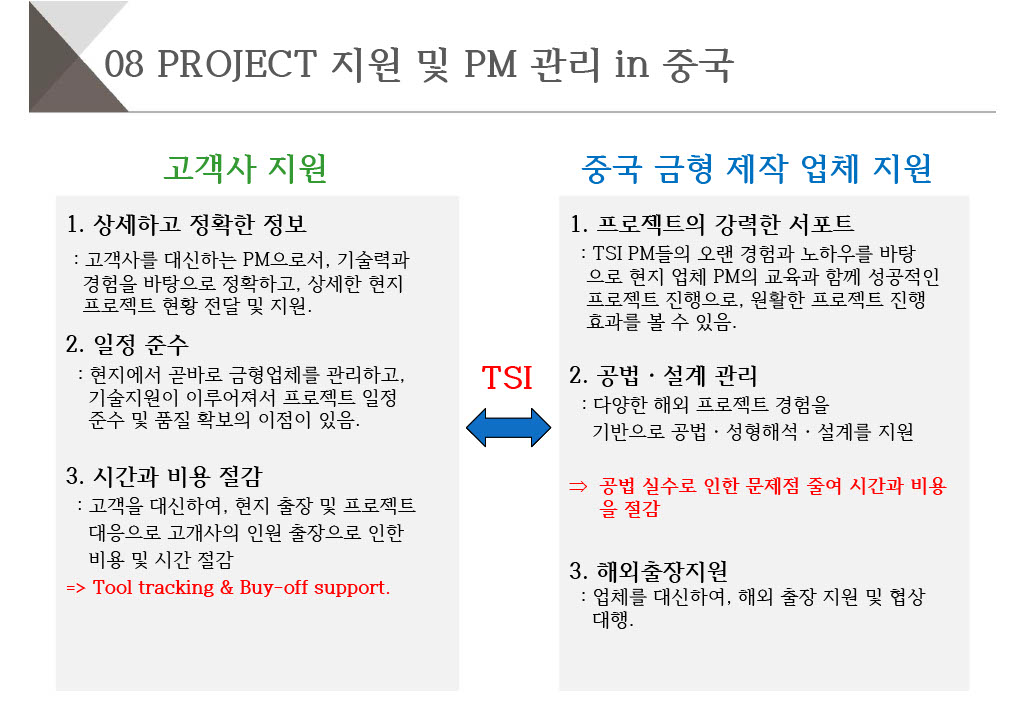 08 PROJECT 지원 및 PM 관리 in 중국
고객사 지원
1. 상세하고 정확한 정보
: 고객사를 대신하는 PM으로서, 기술력과
경험을 바탕으로 정확하고, 상세한 현지
프로젝트 현황 전달 및 지원.
2. 일정 준수
: 현지에서 곧바로 금형업체를 관리하고,
기술지원이 이루어져서 프로젝트 일정
준수 및 품질 확보의 이점이 있음.
3. 시간과 비용 절감
: 고객을 대신하여, 현지 출장 및 프로젝트
대응으로 고개사의 인원 출장으로 인한
비용 및 시간 절감
=> Tool tracking & Buy-off support.
TSI
중국 금형 제작 업체 지원
1. 프로젝트의 강력한 서포트
: TSI PM들의 오랜 경험과 노하우를 바탕
으로 현지 업체 PM의 교육과 함께 성공적인
프로젝트 진행으로, 원활한 프로젝트 진행
효과를 볼 수 있음.
2. 공법 · 설계 관리
: 다양한 해외 프로젝트 경험을
기반으로 공법 · 성형해석 · 설계를 지원
⇒ 공법 실수로 인한 문제점 줄여 시간과 비용
을 절감
3. 해외출장지원
: 업체를 대신하여, 해외 출장 지원 및 협상
대행.